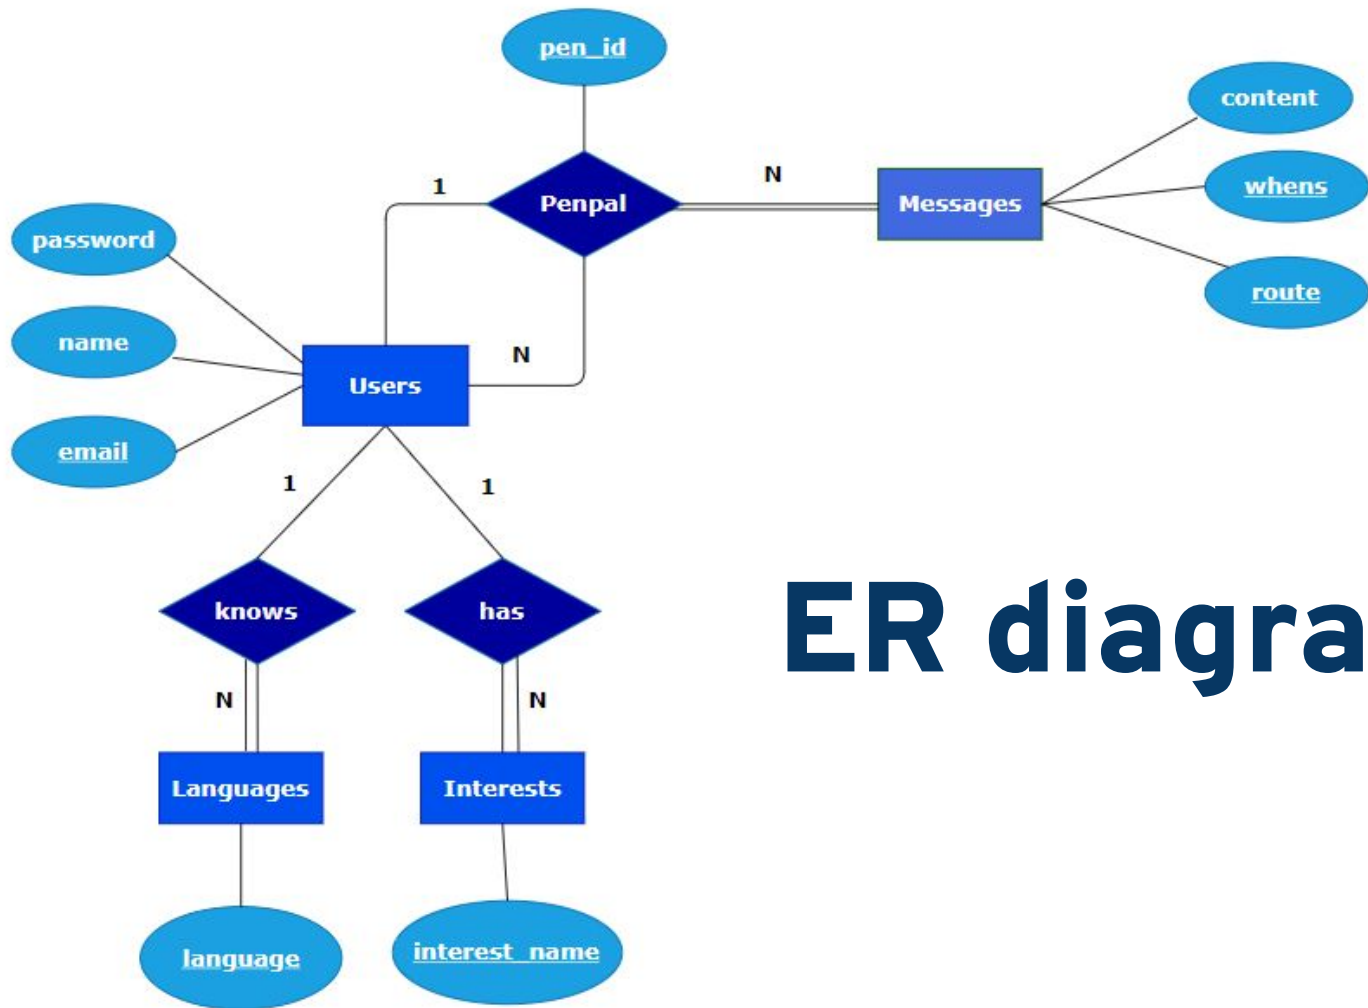 pen_id
content
1
N
Penpal
Messages
whens
password
route
name
N
Users
email
1
1
knows
has
ER diagra
N
N
Languages
Interests
language
interest_name